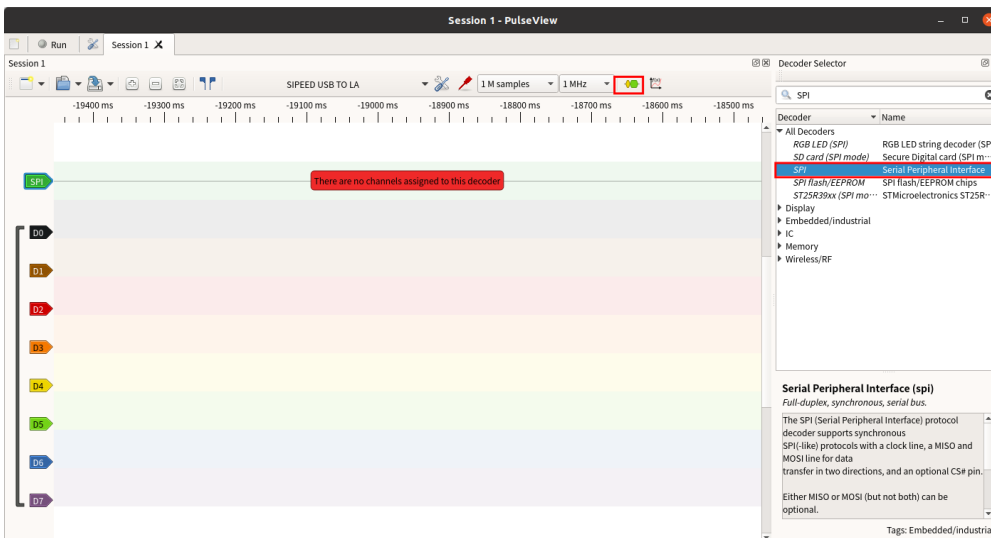 Session 1 - PulseView
Run
Session 1
Session 1
Decoder Selector
SIPEED USB TO LA
1 M samples
1 MHz
SPI
-19400 ms -19300 ms -19200 ms -19100 ms -19000 ms -18900 ms -18800 ms -18700 ms -18600 ms -18500 ms
Decoder Name
All Decoders
RGB LED (SPI) RGB LED string decoder (SP
SD card (SPI mode) Secure Digital card (SPI m···
SPI Serial Peripheral Interface
SPI flash/EEPROM SPI flash/EEPROM chips
ST25R39xx (SPI mo··· STMicroelectronics ST25R···
Display
Embedded/industrial
IC
Memory
Wireless/RF
SPI
There are no channels assigned to this decoder
D0
D1
D2
D3
D4
D5
D6
D7
Serial Peripheral Interface (spi)
Full-duplex, synchronous, serial bus.
The SPI (Serial Peripheral Interface) protocol
decoder supports synchronous
SPI(-like) protocols with a clock line, a MISO and
MOSI line for data
transfer in two directions, and an optional CS# pin.
Either MISO or MOSI (but not both) can be
optional.
Tags: Embedded/industria